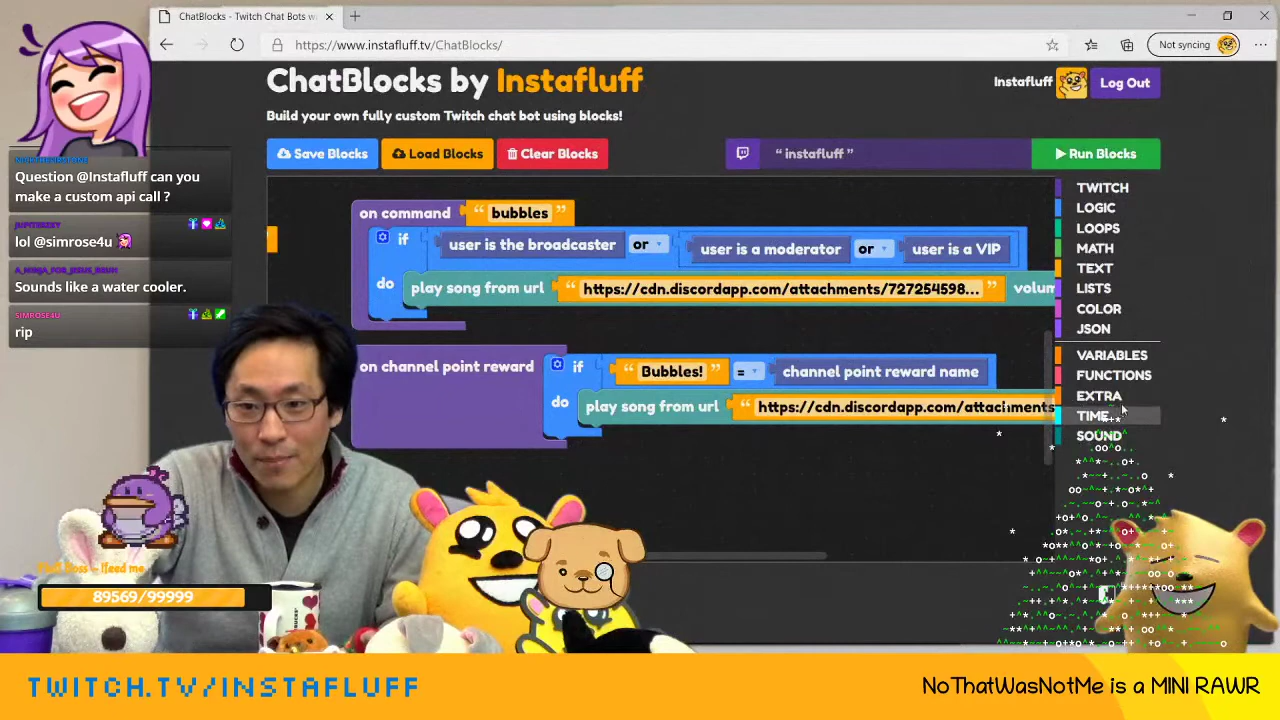 ChatBlocks - Twitch Chat Bots w
Not syncing
https://www.instafluff.tv/ChatBlocks/
ChatBlocks by Instafluff
Instafluff
Log Out
Build your own fully custom Twitch chat bot using blocks!
Save Blocks
Load Blocks
Clear Blocks
“ instafluff ”
Run Blocks
Question @Instafluff can you
make a custom api call ?
JUPITERIZY
lol @simrose4u
A_NINJA_FOR_JESUS_BRUH
Sounds like a water cooler.
SIMROSE4U
rip
on command “ bubbles ”
if user is the broadcaster or user is a moderator or user is a VIP
do play song from url “ https://cdn.discordapp.com/attachments/727254598... ” volum
on channel point reward if “ Bubbles! ” = channel point reward name
do play song from url “ https://cdn.discordapp.com/attachments
TWITCH
LOGIC
LOOPS
MATH
TEXT
LISTS
COLOR
JSON
VARIABLES
FUNCTIONS
EXTRA
TIME
SOUND
89569/99999
TWITCH.TV/INSTAFLUFF
NoThatWasNotMe is a MINI RAWR